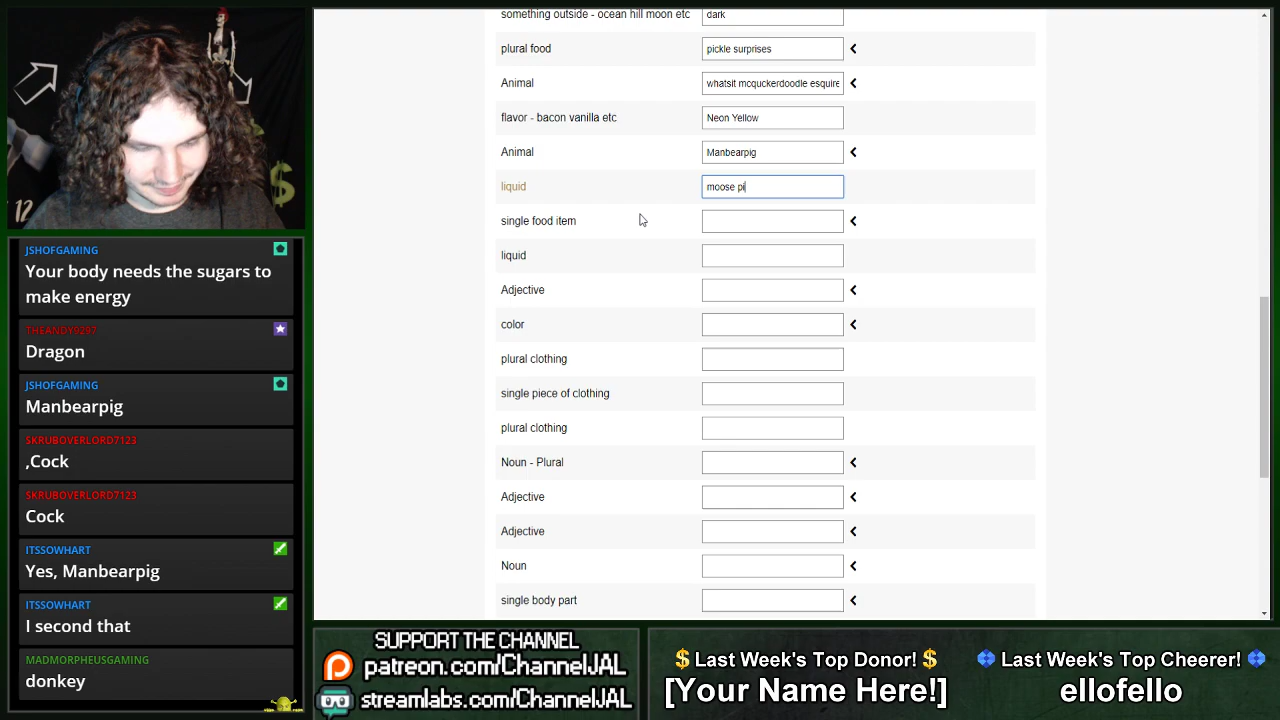 something outside - ocean hill moon etc dark
plural food pickle surprises
Animal whatsit mcquckerdoodle esquire
flavor - bacon vanilla etc Neon Yellow
Animal Manbearpig
liquid moose pi
single food item
liquid
Adjective
color
plural clothing
single piece of clothing
plural clothing
Noun - Plural
Adjective
Adjective
Noun
single body part
12
$
JSHOFGAMING
Your body needs the sugars to
make energy
THEANDY9297
Dragon
JSHOFGAMING
Manbearpig
SKRUBOVERLORD7123
,Cock
SKRUBOVERLORD7123
Cock
ITSSOWHART
Yes, Manbearpig
ITSSOWHART
I second that
MADMORPHEUSGAMING
donkey
SUPPORT THE CHANNEL
patreon.com/ChannelJAL
streamlabs.com/ChannelJAL
$ Last Week's Top Donor! $
[Your Name Here!]
Last Week's Top Cheerer!
ellofello